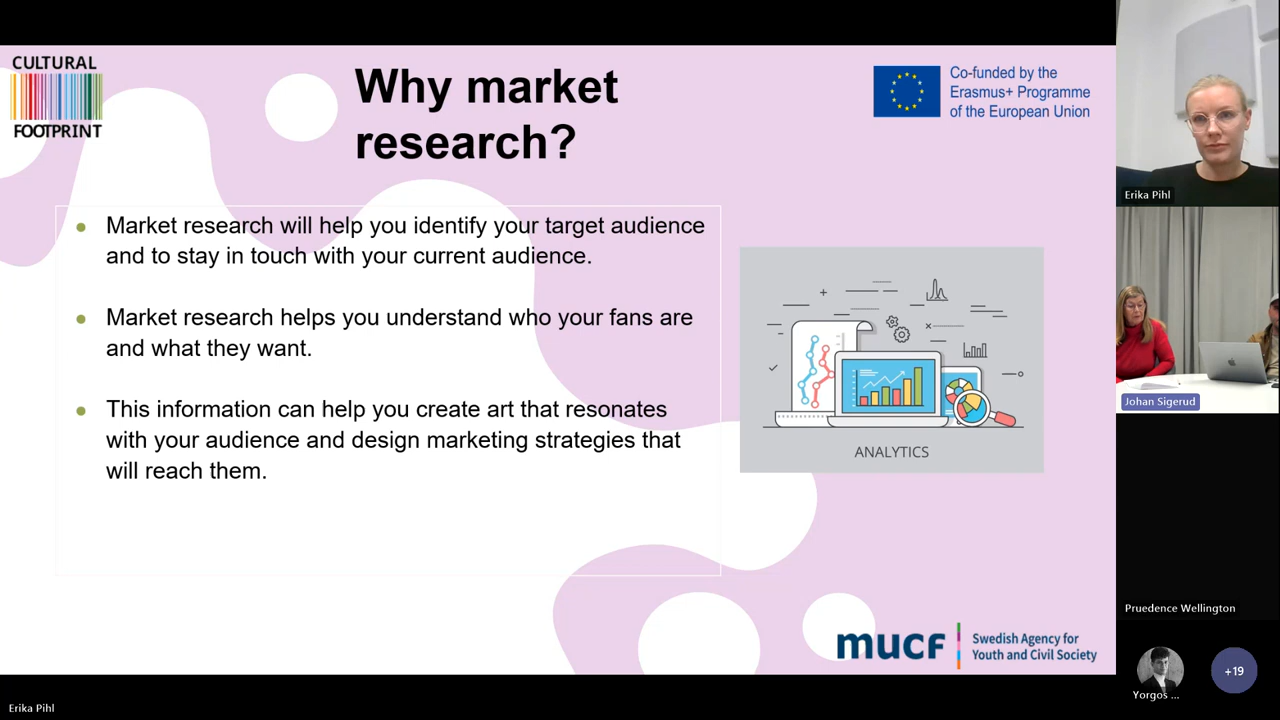 CULTURAL
FOOTPRINT
Why market
research?
Co-funded by the
Erasmus+ Programme
of the European Union
• Market research will help you identify your target audience
and to stay in touch with your current audience.
• Market research helps you understand who your fans are
and what they want.
• This information can help you create art that resonates
with your audience and design marketing strategies that
will reach them.
ANALYTICS
mucf
Swedish Agency for
Youth and Civil Society
Erika Pihl
Johan Sigerud
Pruedence Wellington
Yorgos ...
+19
Erika Pihl